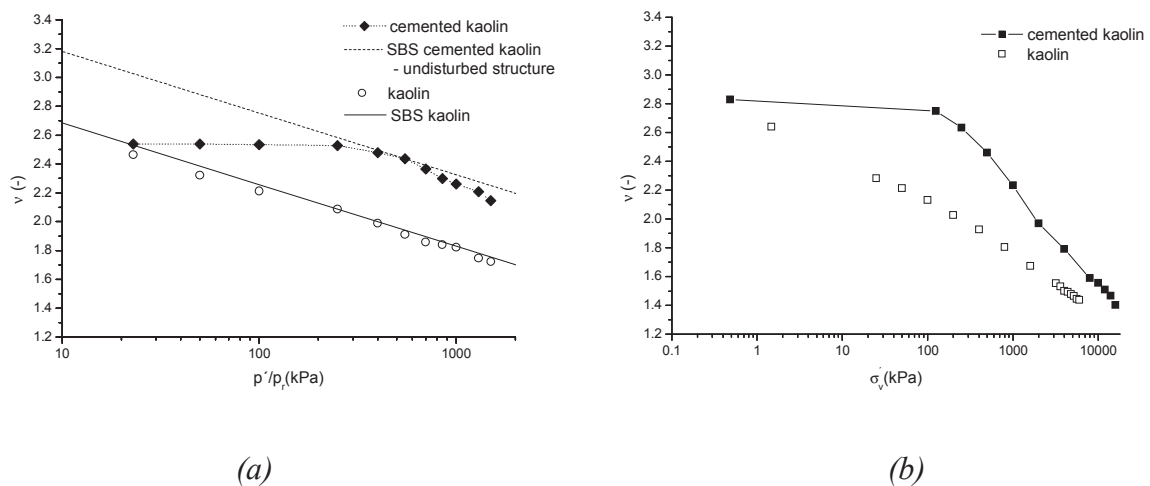 3.4
3.2
3.0
2.8
2.6
2.4
2.2
2.0
1.8
1.6
1.4
1.2
ν (-)
cemented kaolin
SBS cemented kaolin
- undisturbed structure
kaolin
SBS kaolin
10
100
1000
p´/pr(kPa)
(a)
3.4
3.2
3.0
2.8
2.6
2.4
2.2
2.0
1.8
1.6
1.4
1.2
ν (-)
cemented kaolin
kaolin
0.1
1
10
100
1000
10000
σv´(kPa)
(b)